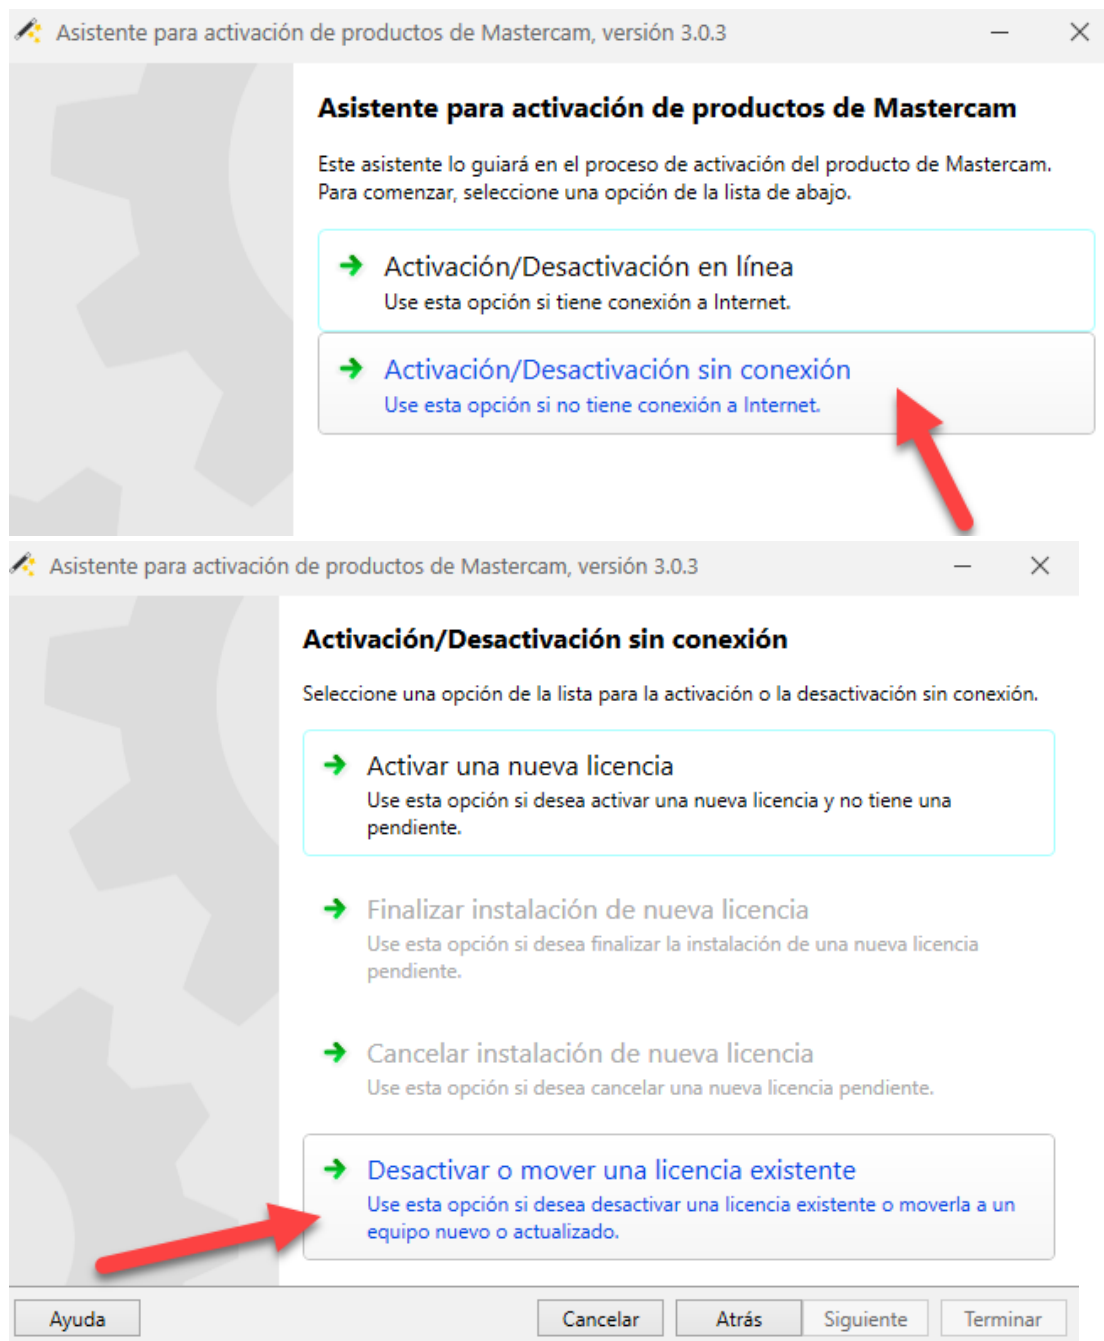 Asistente para activación de productos de Mastercam, versión 3.0.3
Asistente para activación de productos de Mastercam
Este asistente lo guiará en el proceso de activación del producto de Mastercam.
Para comenzar, seleccione una opción de la lista de abajo.
Activación/Desactivación en línea
Use esta opción si tiene conexión a Internet.
Activación/Desactivación sin conexión
Use esta opción si no tiene conexión a Internet.
Asistente para activación de productos de Mastercam, versión 3.0.3
Activación/Desactivación sin conexión
Seleccione una opción de la lista para la activación o la desactivación sin conexión.
Activar una nueva licencia
Use esta opción si desea activar una nueva licencia y no tiene una
pendiente.
Finalizar instalación de nueva licencia
Use esta opción si desea finalizar la instalación de una nueva licencia
pendiente.
Cancelar instalación de nueva licencia
Use esta opción si desea cancelar una nueva licencia pendiente.
Desactivar o mover una licencia existente
Use esta opción si desea desactivar una licencia existente o moverla a un
equipo nuevo o actualizado.
Ayuda Cancelar Atrás Siguiente Terminar